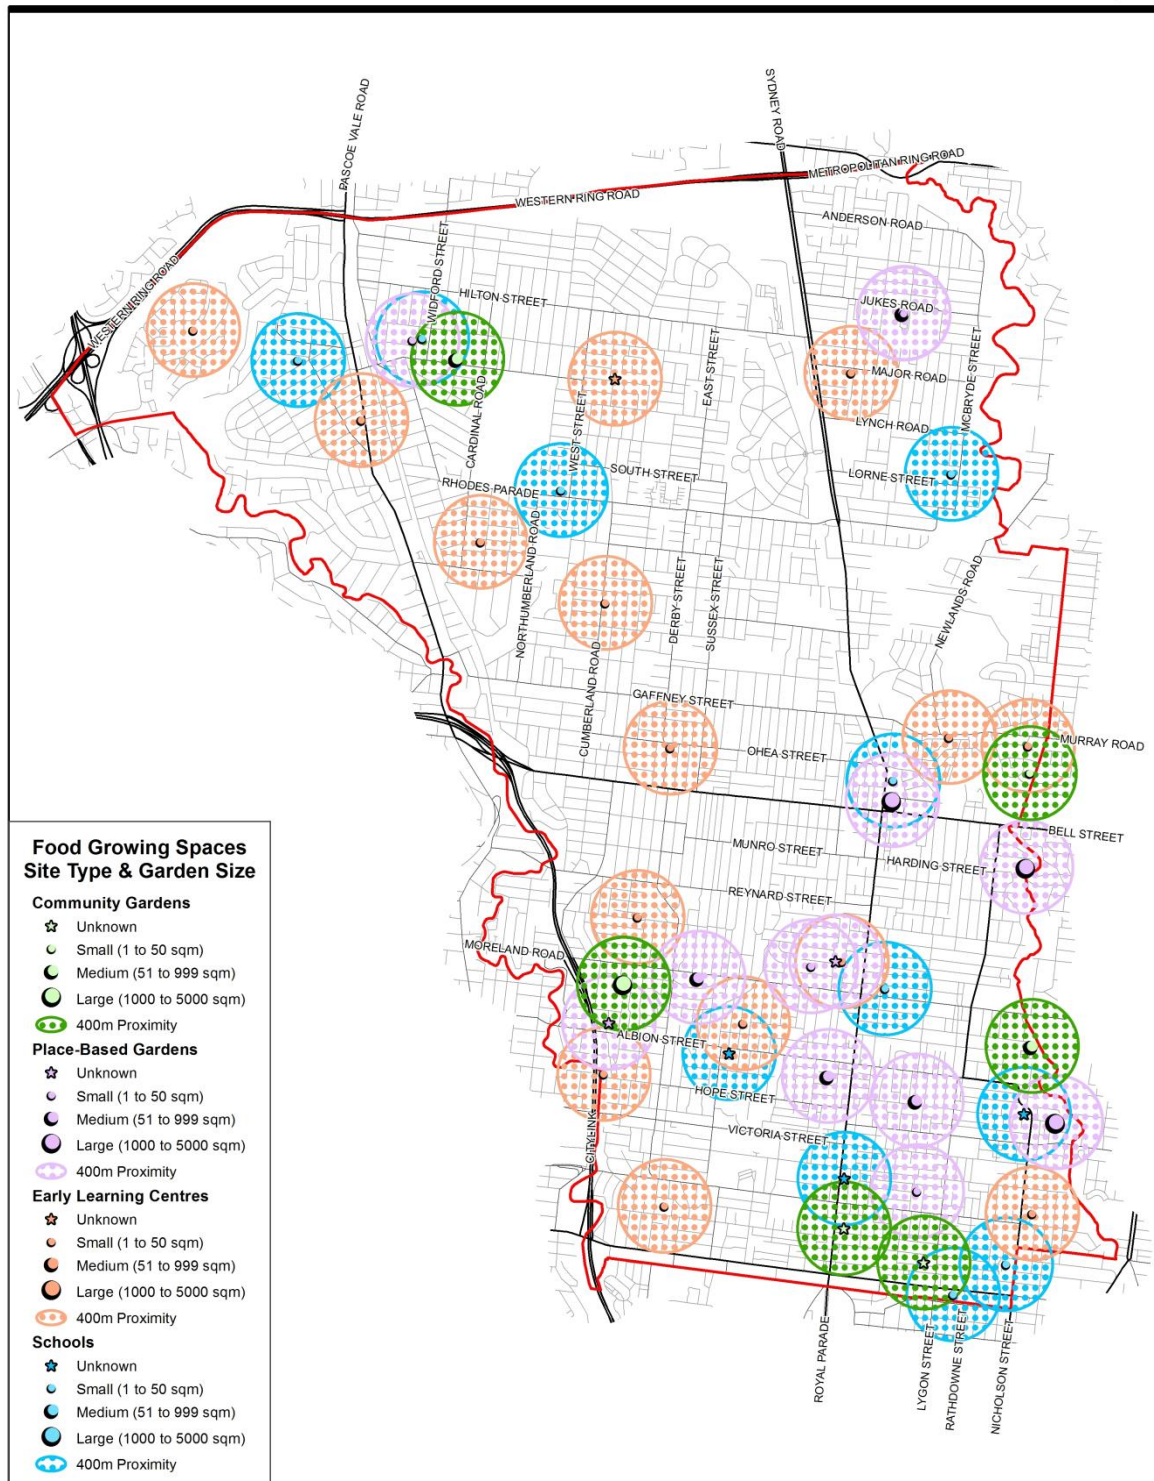 SYDNEY ROAD
PASCOE VALE ROAD
METROPOLITAN RING ROAD
WESTERN RING ROAD
ANDERSON ROAD
WIDFORD STREET
WESTERN RING ROAD
HILTON STREET
JUKES ROAD
EAST STREET
MCBRYDE STREET
MAJOR ROAD
CARDINAL ROAD
WEST STREET
LYNCH ROAD
SOUTH STREET
LORNE STREET
RHODES PARADE
NORTHUMBERLAND ROAD
DERBY STREET
SUSSEX STREET
NEWLANDS ROAD
CUMBERLAND ROAD
GAFFNEY STREET
OHEA STREET
MURRAY ROAD
BELL STREET
MUNRO STREET
HARDING STREET
REYNARD STREET
MORELAND ROAD
ALBION STREET
HOPE STREET
VICTORIA STREET
CITYLINK
ROYAL PARADE
LYGON STREET
RATHDOWNE STREET
NICHOLSON STREET
Food Growing Spaces
Site Type & Garden Size
Community Gardens
Unknown
Small (1 to 50 sqm)
Medium (51 to 999 sqm)
Large (1000 to 5000 sqm)
400m Proximity
Place-Based Gardens
Unknown
Small (1 to 50 sqm)
Medium (51 to 999 sqm)
Large (1000 to 5000 sqm)
400m Proximity
Early Learning Centres
Unknown
Small (1 to 50 sqm)
Medium (51 to 999 sqm)
Large (1000 to 5000 sqm)
400m Proximity
Schools
Unknown
Small (1 to 50 sqm)
Medium (51 to 999 sqm)
Large (1000 to 5000 sqm)
400m Proximity